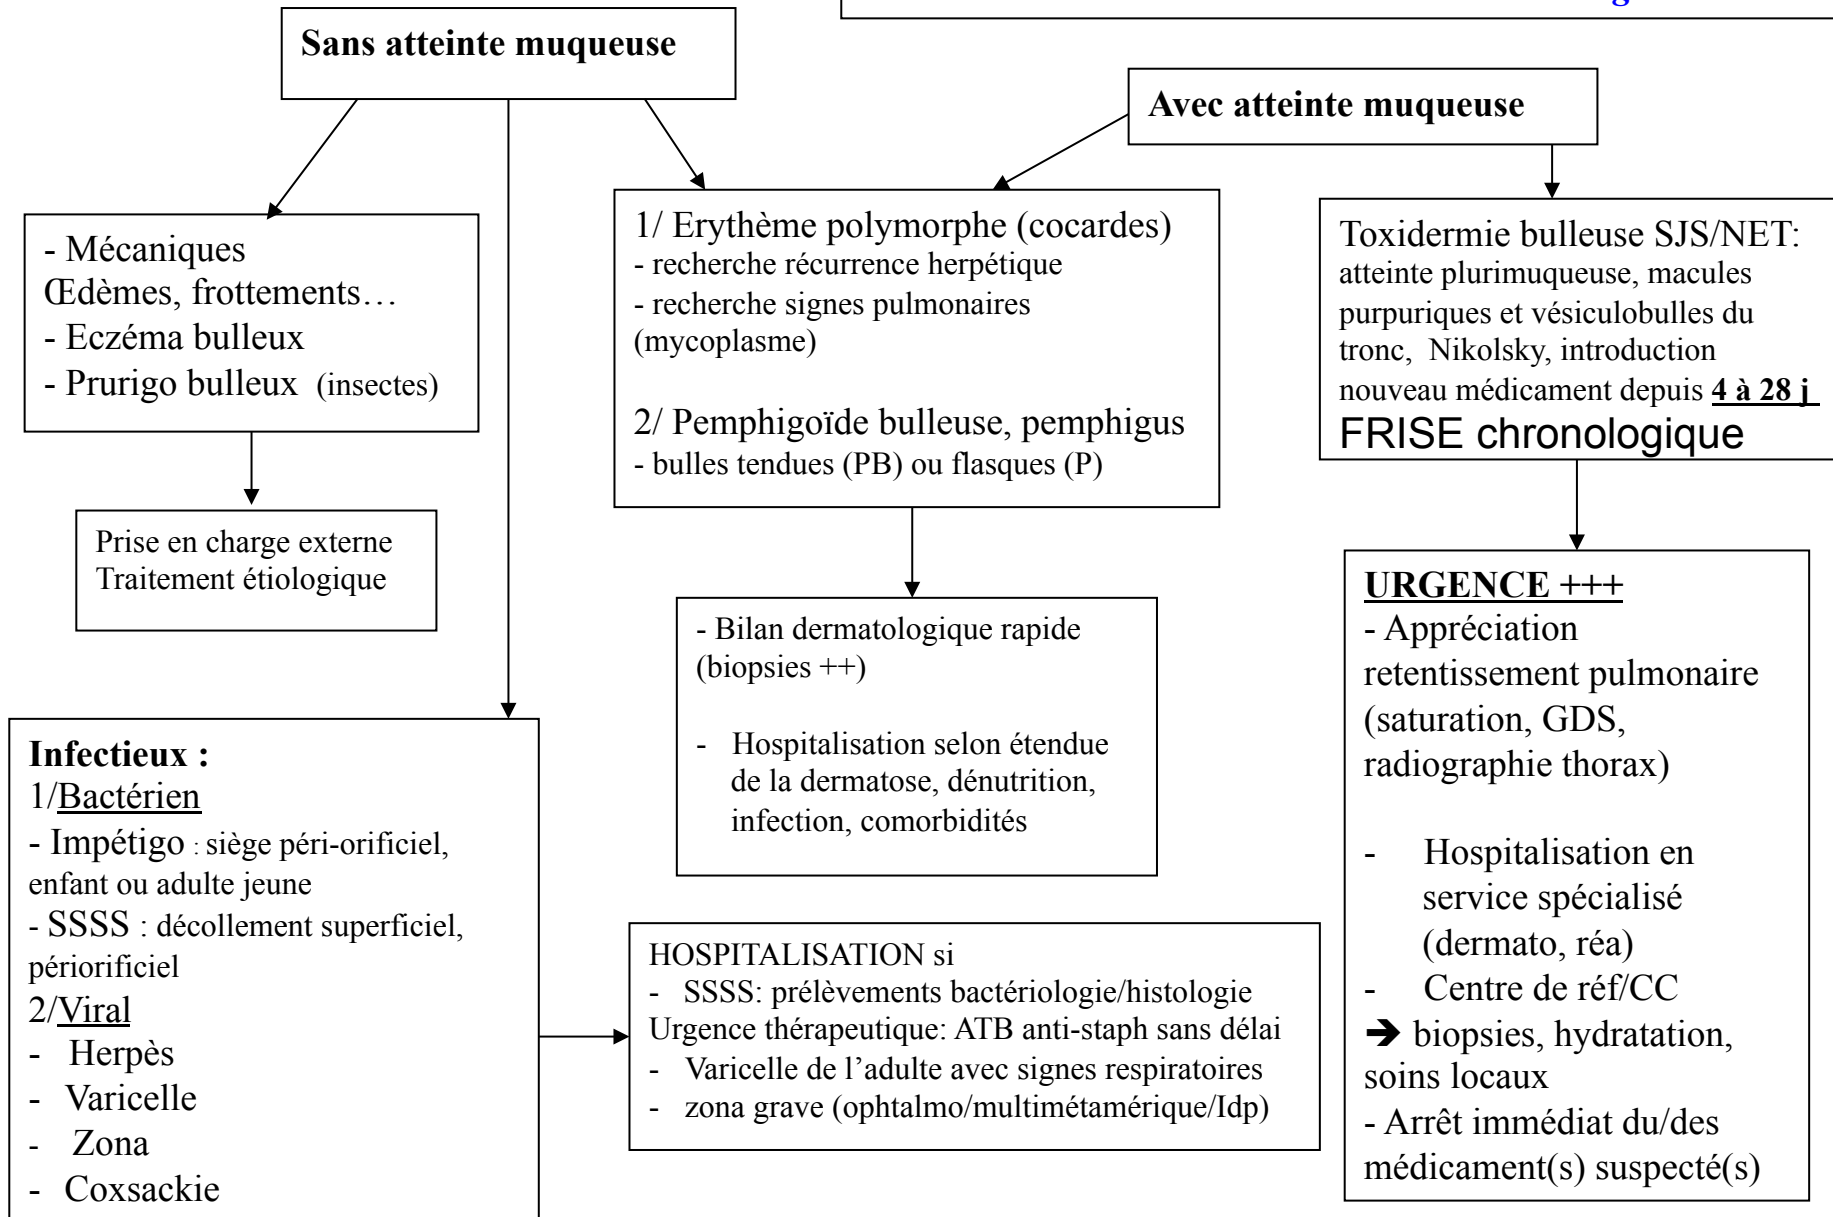 Sans atteinte muqueuse
Avec atteinte muqueuse
- Mécaniques
Œdèmes, frottements…
- Eczéma bulleux
- Prurigo bulleux (insectes)
1/ Erythème polymorphe (cocardes)
- recherche récurrence herpétique
- recherche signes pulmonaires
(mycoplasme)
2/ Pemphigoïde bulleuse, pemphigus
- bulles tendues (PB) ou flasques (P)
Toxidermie bulleuse SJS/NET:
atteinte plurimuqueuse, macules
purpuriques et vésiculobulles du
tronc, Nikolsky, introduction
nouveau médicament depuis 4 à 28 j
FRISE chronologique
Prise en charge externe
Traitement étiologique
- Bilan dermatologique rapide
(biopsies ++)
- Hospitalisation selon étendue
de la dermatose, dénutrition,
infection, comorbidités
URGENCE +++
- Appréciation
retentissement pulmonaire
(saturation, GDS,
radiographie thorax)
- Hospitalisation en
service spécialisé
(dermato, réa)
- Centre de réf/CC
➔ biopsies, hydratation,
soins locaux
- Arrêt immédiat du/des
médicament(s) suspecté(s)
Infectieux :
1/Bactérien
- Impétigo : siège péri-orificiel,
enfant ou adulte jeune
- SSSS : décollement superficiel,
périorificiel
2/Viral
- Herpès
- Varicelle
- Zona
- Coxsackie
HOSPITALISATION si
- SSSS: prélèvements bactériologie/histologie
Urgence thérapeutique: ATB anti-staph sans délai
- Varicelle de l’adulte avec signes respiratoires
- zona grave (ophtalmo/multimétamérique/Idp)